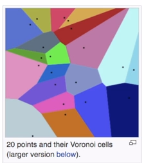 20 points and their Voronoi cells
(larger version below).